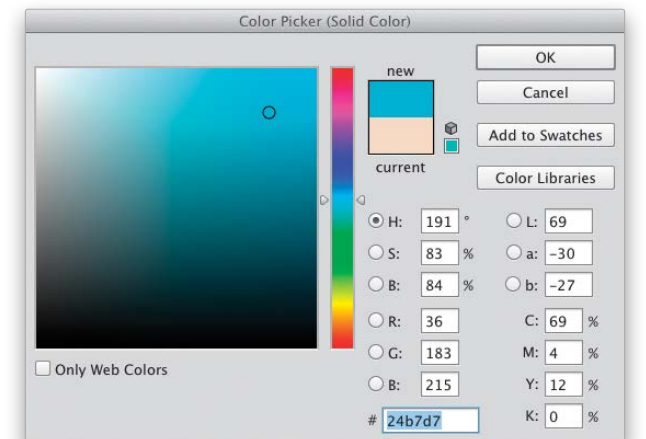 Color Picker (Solid Color)
new
current
OK
Cancel
Add to Swatches
Color Libraries
H: 191 °
S: 83 %
B: 84 %
R: 36
G: 183
B: 215
# 24b7d7
L: 69
a: -30
b: -27
C: 69 %
M: 4 %
Y: 12 %
K: 0 %
Only Web Colors